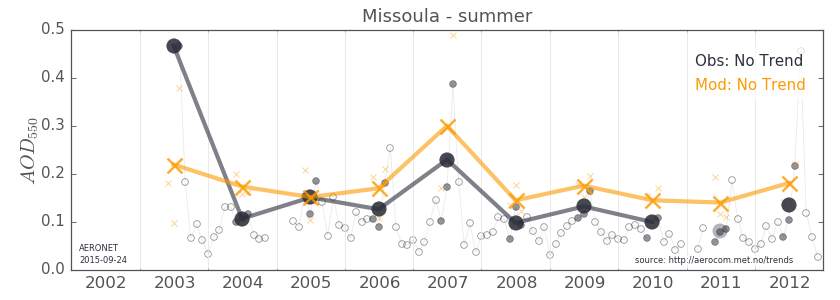 Missoula - summer
0.5
Obs: No Trend
0.4
Mod: No Trend
0.3
AOD550
0.2
0.1
AERONET
2015-09-24
source: http://aerocom.met.no/trends
0.0
2002 2003 2004 2005 2006 2007 2008 2009 2010 2011 2012